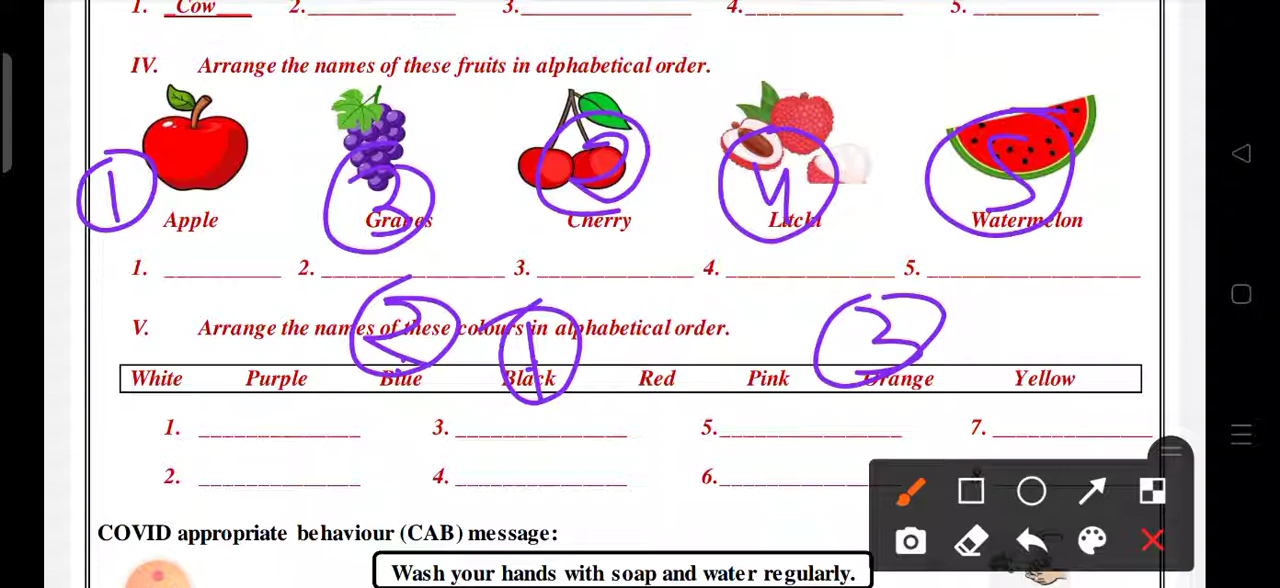 1. Cow 2. 3. 4. 5.
IV. Arrange the names of these fruits in alphabetical order.
1 3 2 4 5
Apple Grapes Cherry Litchi Watermelon
1. 2. 3. 4. 5.
2 1 3
V. Arrange the names of these colours in alphabetical order.
White Purple Blue Black Red Pink Orange Yellow
1. 3. 5. 7.
2. 4. 6.
COVID appropriate behaviour (CAB) message:
Wash your hands with soap and water regularly.